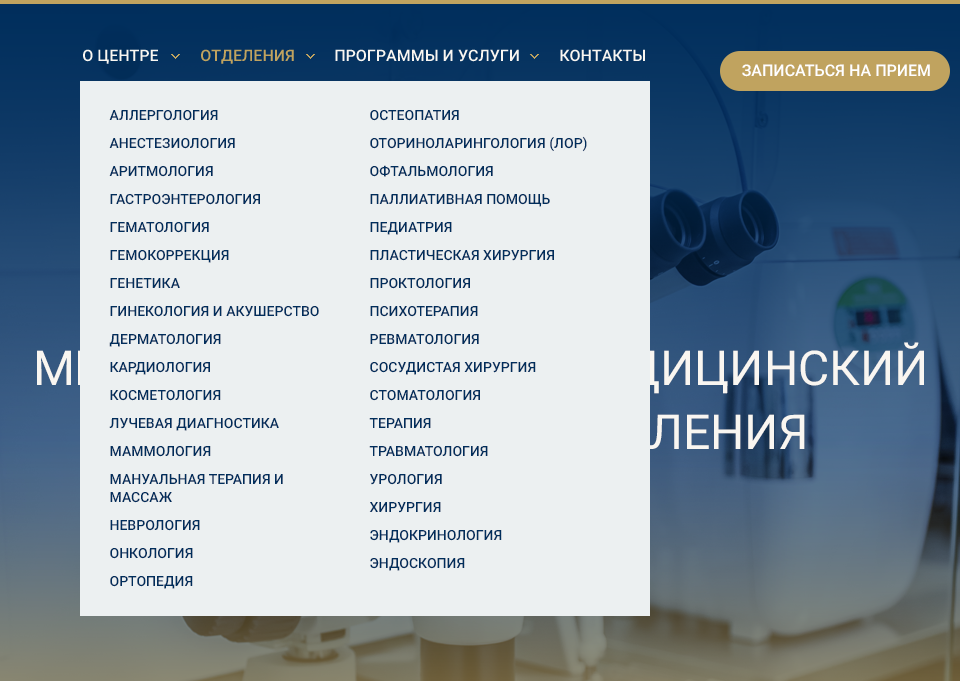 О ЦЕНТРЕ ОТДЕЛЕНИЯ ПРОГРАММЫ И УСЛУГИ КОНТАКТЫ
ЗАПИСАТЬСЯ НА ПРИЕМ
АЛЛЕРГОЛОГИЯ
АНЕСТЕЗИОЛОГИЯ
АРИТМОЛОГИЯ
ГАСТРОЭНТЕРОЛОГИЯ
ГЕМАТОЛОГИЯ
ГЕМОКОРРЕКЦИЯ
ГЕНЕТИКА
ГИНЕКОЛОГИЯ И АКУШЕРСТВО
ДЕРМАТОЛОГИЯ
КАРДИОЛОГИЯ
КОСМЕТОЛОГИЯ
ЛУЧЕВАЯ ДИАГНОСТИКА
МАММОЛОГИЯ
МАНУАЛЬНАЯ ТЕРАПИЯ И
МАССАЖ
НЕВРОЛОГИЯ
ОНКОЛОГИЯ
ОРТОПЕДИЯ
ОСТЕОПАТИЯ
ОТОРИНОЛАРИНГОЛОГИЯ (ЛОР)
ОФТАЛЬМОЛОГИЯ
ПАЛЛИАТИВНАЯ ПОМОЩЬ
ПЕДИАТРИЯ
ПЛАСТИЧЕСКАЯ ХИРУРГИЯ
ПРОКТОЛОГИЯ
ПСИХОТЕРАПИЯ
РЕВМАТОЛОГИЯ
СОСУДИСТАЯ ХИРУРГИЯ
СТОМАТОЛОГИЯ
ТЕРАПИЯ
ТРАВМАТОЛОГИЯ
УРОЛОГИЯ
ХИРУРГИЯ
ЭНДОКРИНОЛОГИЯ
ЭНДОСКОПИЯ
ДИЦИНСКИЙ
ЛЕНИЯ